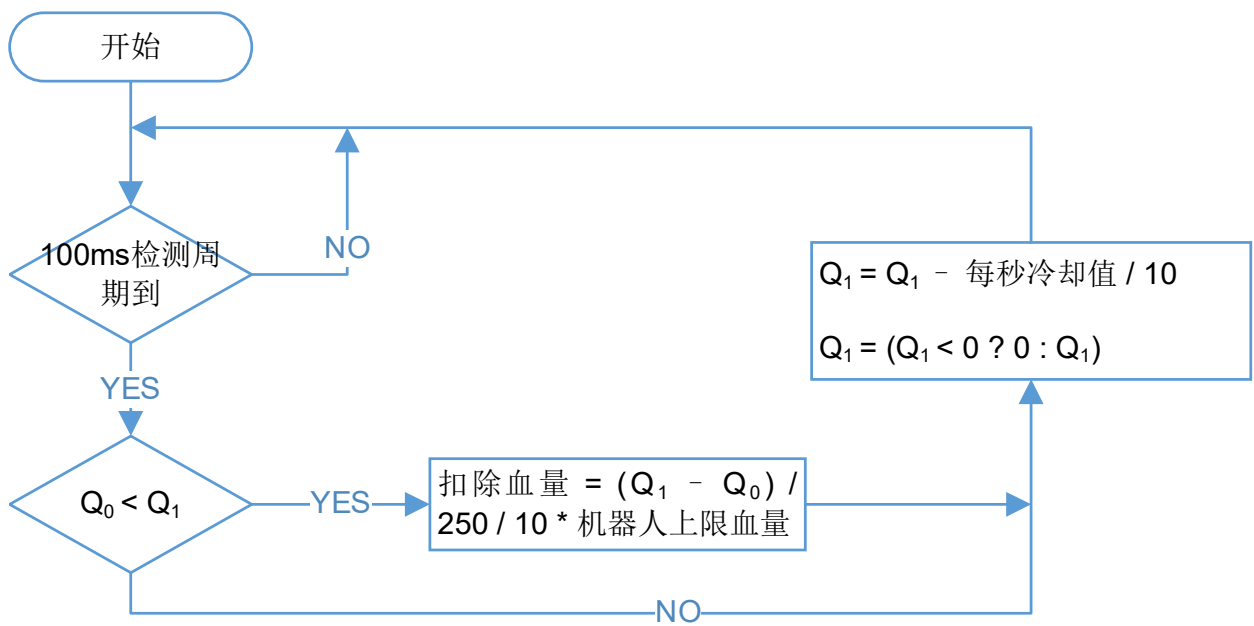 开始
100ms检测周
期到
NO
YES
Q₀ < Q₁
YES
扣除血量 = (Q₁ – Q₀) /
250 / 10 * 机器人上限血量
Q₁ = Q₁ – 每秒冷却值 / 10
Q₁ = (Q₁ < 0 ? 0 : Q₁)
NO